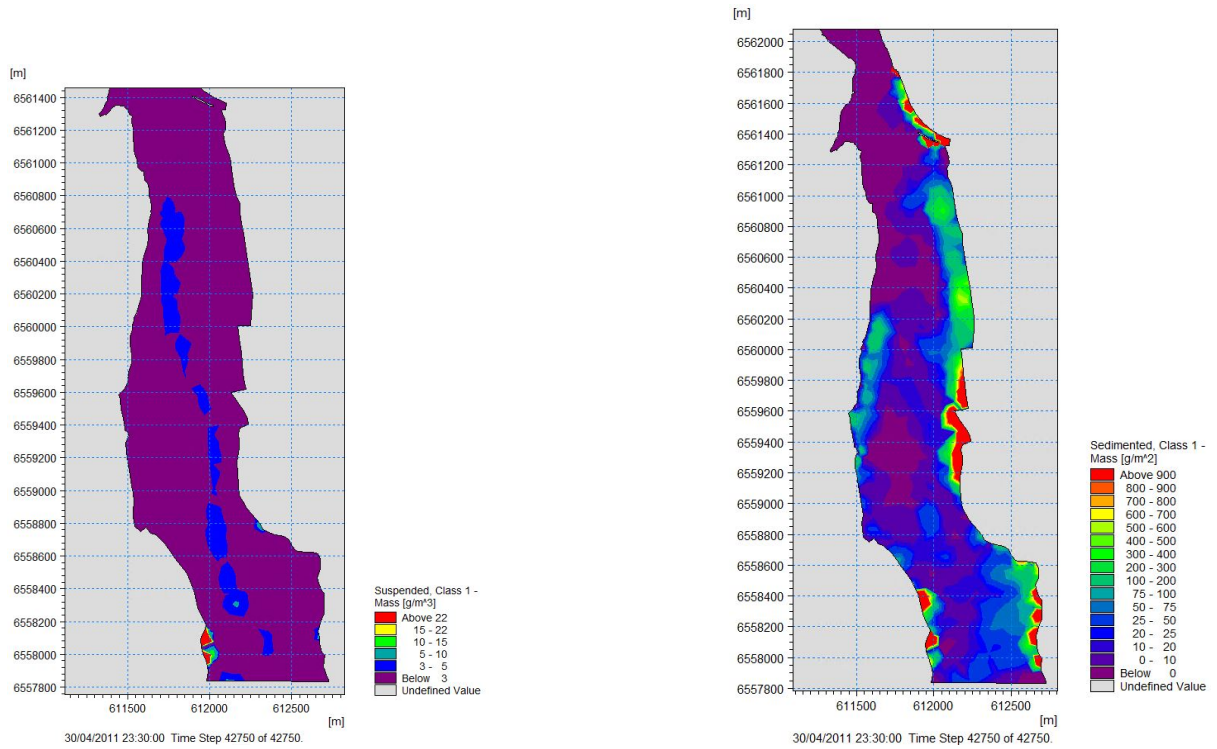 [m]
6561400
6561200
6561000
6560800
6560600
6560400
6560200
6560000
6559800
6559600
6559400
6559200
6559000
6558800
6558600
6558400
6558200
6558000
6557800
611500 612000 612500
[m]
30/04/2011 23:30:00 Time Step 42750 of 42750.
Suspended, Class 1 -
Mass [g/m^3]
Above 22
15 - 22
10 - 15
5 - 10
3 - 5
Below 3
Undefined Value
[m]
6562000
6561800
6561600
6561400
6561200
6561000
6560800
6560600
6560400
6560200
6560000
6559800
6559600
6559400
6559200
6559000
6558800
6558600
6558400
6558200
6558000
6557800
611500 612000 612500
[m]
30/04/2011 23:30:00 Time Step 42750 of 42750.
Sedimented, Class 1 -
Mass [g/m^2]
Above 900
800 - 900
700 - 800
600 - 700
500 - 600
400 - 500
300 - 400
200 - 300
100 - 200
75 - 100
50 - 75
25 - 50
20 - 25
10 - 20
0 - 10
Below 0
Undefined Value